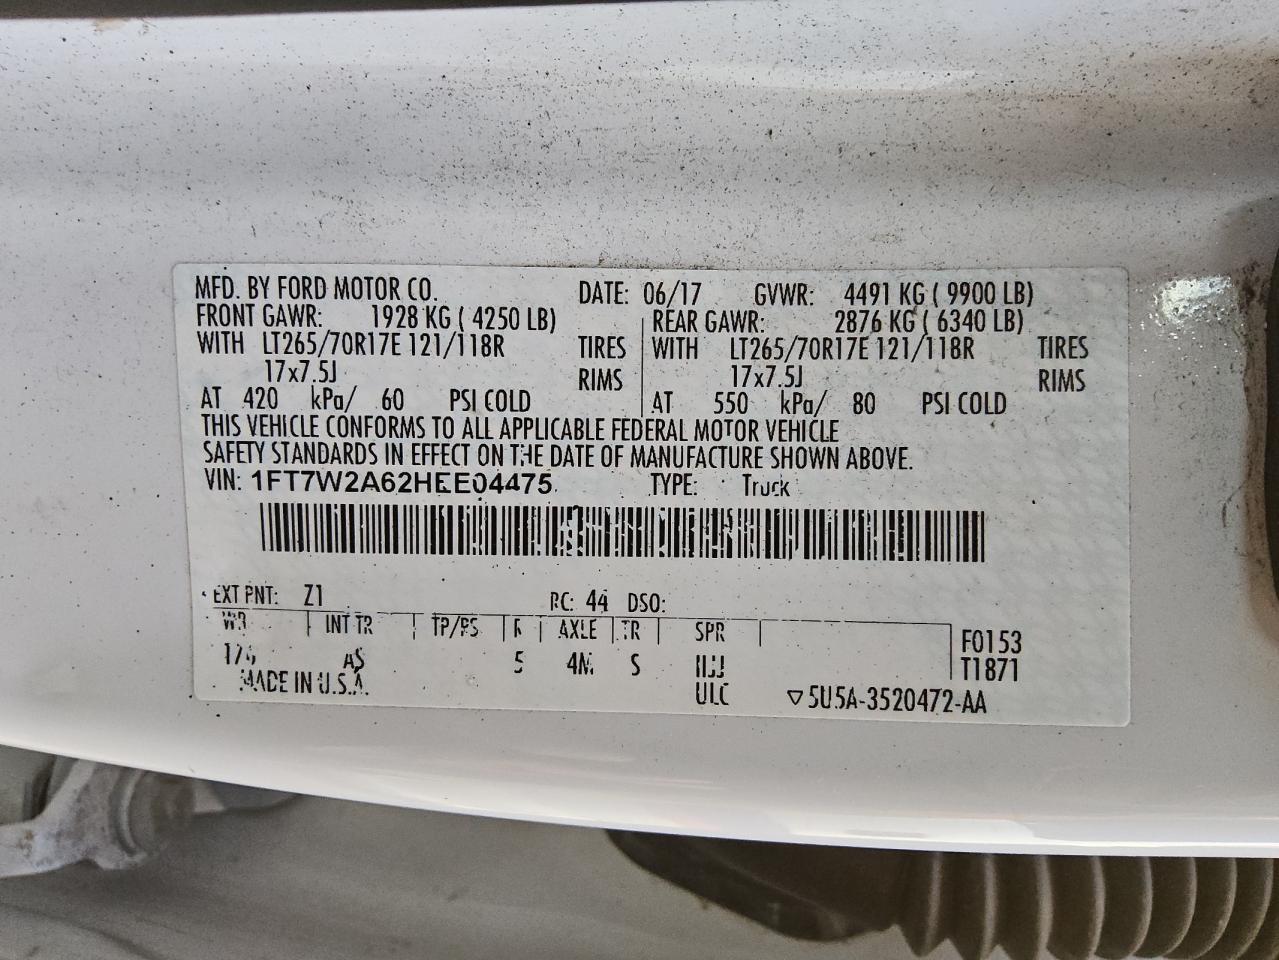 MFD. BY FORD MOTOR CO. DATE: 06/17 GVWR: 4491 KG ( 9900 LB)
FRONT GAWR: 1928 KG ( 4250 LB) REAR GAWR: 2876 KG ( 6340 LB)
WITH LT265/70R17E 121/118R TIRES WITH LT265/70R17E 121/118R TIRES
17x7.5J RIMS 17x7.5J RIMS
AT 420 kPa/ 60 PSI COLD AT 550 kPa/ 80 PSI COLD
THIS VEHICLE CONFORMS TO ALL APPLICABLE FEDERAL MOTOR VEHICLE
SAFETY STANDARDS IN EFFECT ON THE DATE OF MANUFACTURE SHOWN ABOVE.
VIN: 1FT7W2A62HEE04475 TYPE: Truck
EXT PNT: Z1 RC: 44 DSO:
WB INT TR TP/PS R AXLE TR SPR F0153
AS 5 4M S T1871
MADE IN U.S.A. ULC ▽5U5A-3520472-AA